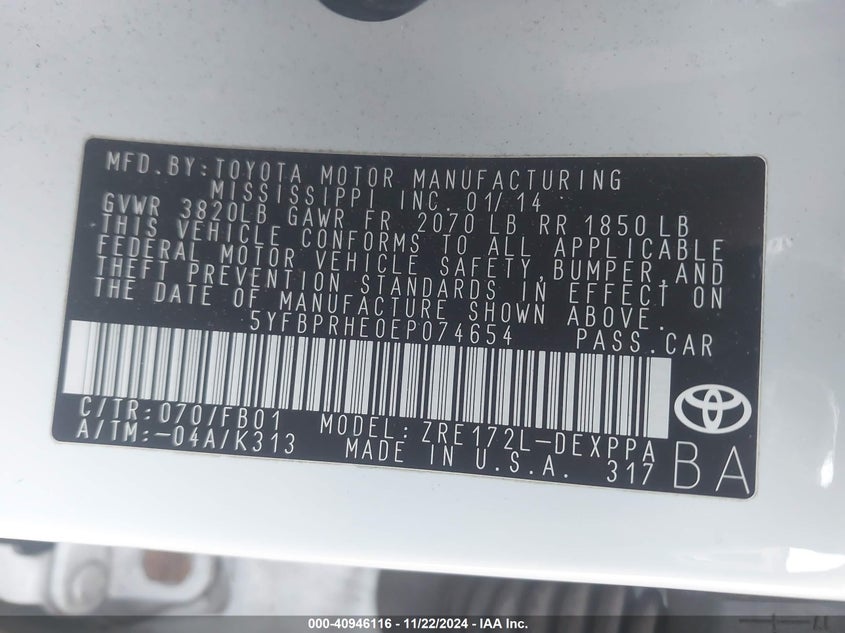 MFD.BY:TOYOTA MOTOR MANUFACTURING
MISSISSIPPI INC. 01/14
GVWR 3820LB GAWR FR 2070 LB RR 1850 LB
THIS VEHICLE CONFORMS TO ALL APPLICABLE
FEDERAL MOTOR VEHICLE SAFETY,BUMPER,AND
THEFT PREVENTION STANDARDS IN EFFECT ON
THE DATE OF MANUFACTURE SHOWN ABOVE.
5YFBPRHE0EP074654 PASS.CAR
C/TR:070/FB01 MODEL:ZRE172L-DEXPPA
A/TM:-04A/K313 MADE IN U.S.A. 317
BA
000-40946116 - 11/22/2024 - IAA Inc.